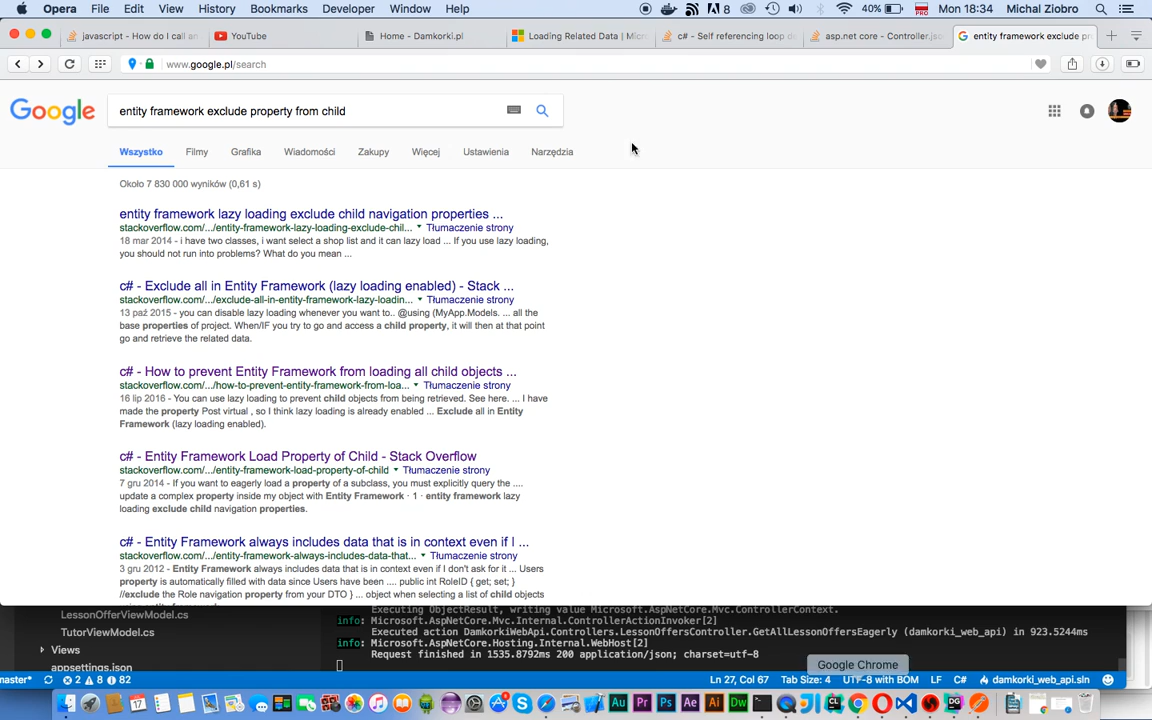 Opera File Edit View History Bookmarks Developer Window Help 8 40% PRO Mon 18:34 Michal Ziobro
javascript - How do I call an YouTube Home - Damkorki.pl Loading Related Data | Micr c# - Self referencing loop de asp.net core - Controller.jso entity framework exclude pr
www.google.pl/search
Google entity framework exclude property from child
Wszystko Filmy Grafika Wiadomości Zakupy Więcej Ustawienia Narzędzia
Około 7 830 000 wyników (0,61 s)
entity framework lazy loading exclude child navigation properties ...
stackoverflow.com/.../entity-framework-lazy-loading-exclude-chil... Tłumaczenie strony
18 mar 2014 - i have two classes, i want select a shop list and it can lazy load ... If you use lazy loading,
you should not run into problems? What do you mean ...
c# - Exclude all in Entity Framework (lazy loading enabled) - Stack ...
stackoverflow.com/.../exclude-all-in-entity-framework-lazy-loadin... Tłumaczenie strony
13 paź 2015 - you can disable lazy loading whenever you want to.. @using (MyApp.Models. ... all the
base properties of project. When/IF you try to go and access a child property, it will then at that point
go and retrieve the related data.
c# - How to prevent Entity Framework from loading all child objects ...
stackoverflow.com/.../how-to-prevent-entity-framework-from-loa... Tłumaczenie strony
16 lip 2016 - You can use lazy loading to prevent child objects from being retrieved. See here. ... I have
made the property Post virtual , so I think lazy loading is already enabled ... Exclude all in Entity
Framework (lazy loading enabled).
c# - Entity Framework Load Property of Child - Stack Overflow
stackoverflow.com/.../entity-framework-load-property-of-child Tłumaczenie strony
7 gru 2014 - If you want to eagerly load a property of a subclass, you must explicitly query the ....
update a complex property inside my object with Entity Framework · 1 · entity framework lazy
loading exclude child navigation properties.
c# - Entity Framework always includes data that is in context even if I ...
stackoverflow.com/.../entity-framework-always-includes-data-that... Tłumaczenie strony
3 gru 2012 - Entity Framework always includes data that is in context even if I don't ask for it ... Users
property is automatically filled with data since Users have been .... public int RoleID { get; set; }
//exclude the Role navigation property from your DTO } ... object when selecting a list of child objects
LessonOfferViewModel.cs
TutorViewModel.cs
Views
appsettings.json
Executing ObjectResult, writing value Microsoft.AspNetCore.Mvc.ControllerContext.
info: Microsoft.AspNetCore.Mvc.Internal.ControllerActionInvoker[2]
Executed action DamkorkiWebApi.Controllers.LessonOffersController.GetAllLessonOffersEagerly (damkorki_web_api) in 923.5244ms
info: Microsoft.AspNetCore.Hosting.Internal.WebHost[2]
Request finished in 1535.8792ms 200 application/json; charset=utf-8
Google Chrome
master* 2 8 82 Ln 27, Col 67 Tab Size: 4 UTF-8 with BOM LF C# damkorki_web_api.sln
17 Au Pr Ps Ae Ai Dw CL DG